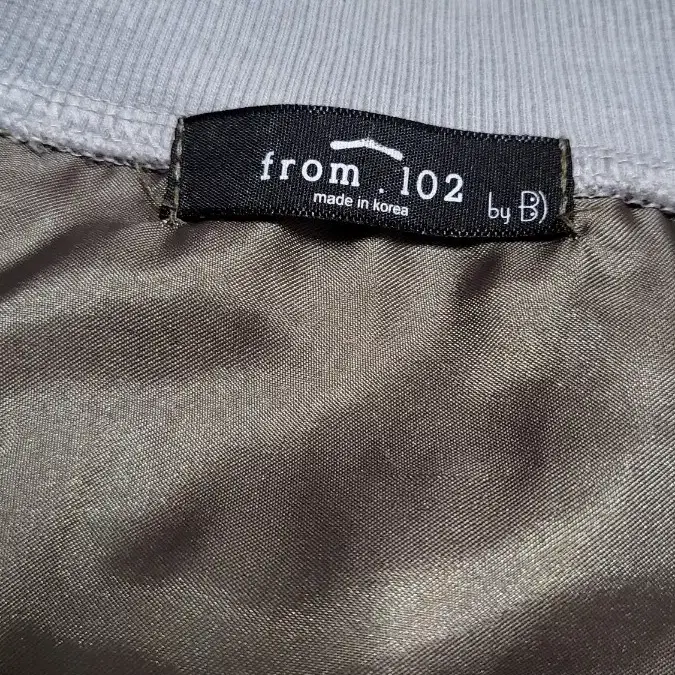 from . 102
made in korea
by B)